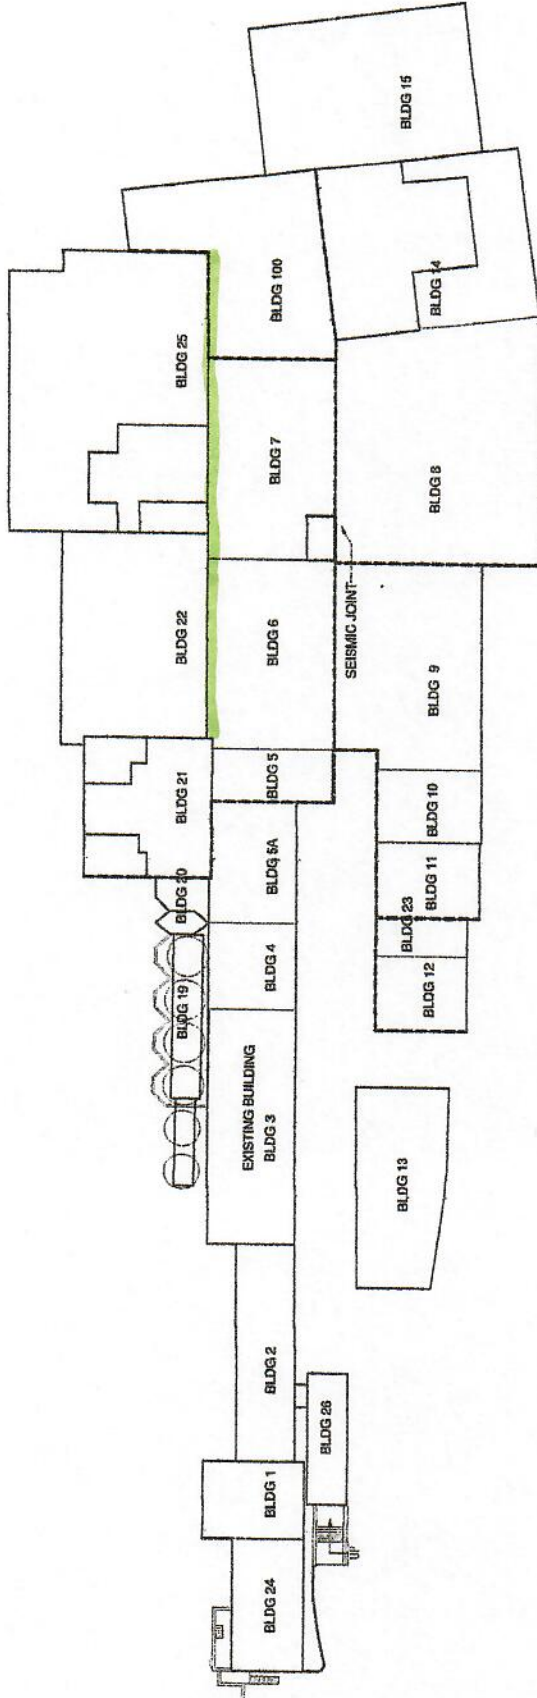 BLDG 15
BLDG 14
BLDG 100
BLDG 25
BLDG 7
BLDG 8
SEISMIC JOINT
BLDG 22
BLDG 6
BLDG 9
BLDG 5
BLDG 21
BLDG 10
BLDG 5A
BLDG 11
BLDG 20
BLDG 23
BLDG 4
BLDG 12
BLDG 19
EXISTING BUILDING
BLDG 3
BLDG 13
BLDG 2
BLDG 26
BLDG 1
UP
BLDG 24